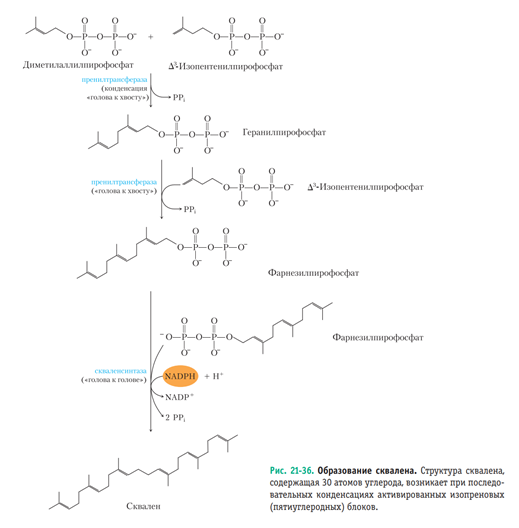 O O
O—P—O—P—O⁻
O⁻ O⁻
+
O O
O—P—O—P—O⁻
O⁻ O⁻
Диметилаллилпирофосфат
Δ³-Изопентенилпирофосфат
пренилтрансфераза
(конденсация
«голова к хвосту»)
PPi
O O
O—P—O—P—O⁻
O⁻ O⁻
Геранилпирофосфат
пренилтрансфераза
(«голова к хвосту»)
O O
O—P—O—P—O⁻
O⁻ O⁻
Δ³-Изопентенилпирофосфат
PPi
O O
O—P—O—P—O⁻
O⁻ O⁻
Фарнезилпирофосфат
O O
⁻O—P—O—P—O
O⁻ O⁻
Фарнезилпирофосфат
скваленсинтаза
(«голова к голове»)
NADPH + H⁺
NADP⁺
2 PPi
Сквален
Рис. 21-36. Образование сквалена. Структура сквалена,
содержащая 30 атомов углерода, возникает при последо-
вательных конденсациях активированных изопреновых
(пятиуглеродных) блоков.